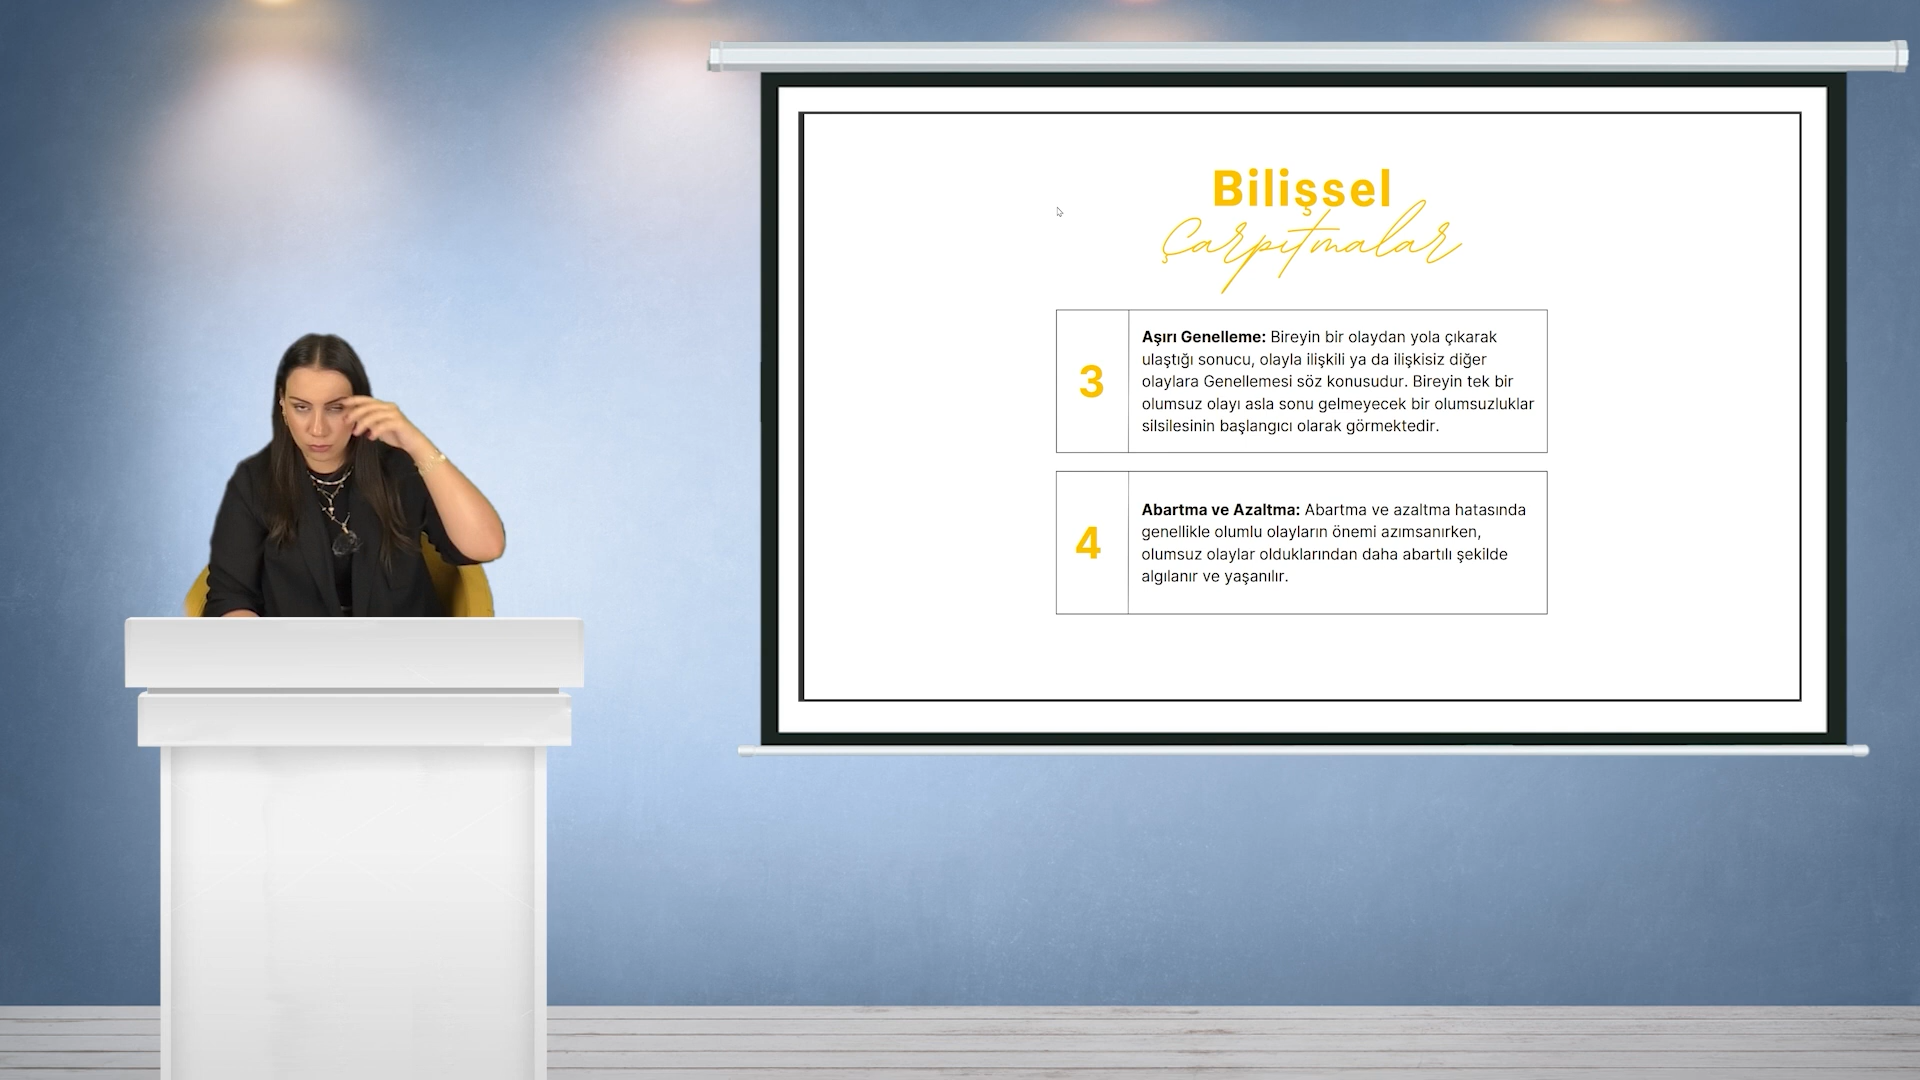 Bilişsel
Çarpıtmalar
3
Aşırı Genelleme: Bireyin bir olaydan yola çıkarak
ulaştığı sonucu, olayla ilişkili ya da ilişkisiz diğer
olaylara Genellemesi söz konusudur. Bireyin tek bir
olumsuz olayı asla sonu gelmeyecek bir olumsuzluklar
silsilesinin başlangıcı olarak görmektedir.
4
Abartma ve Azaltma: Abartma ve azaltma hatasında
genellikle olumlu olayların önemi azımsanırken,
olumsuz olaylar olduklarından daha abartılı şekilde
algılanır ve yaşanılır.